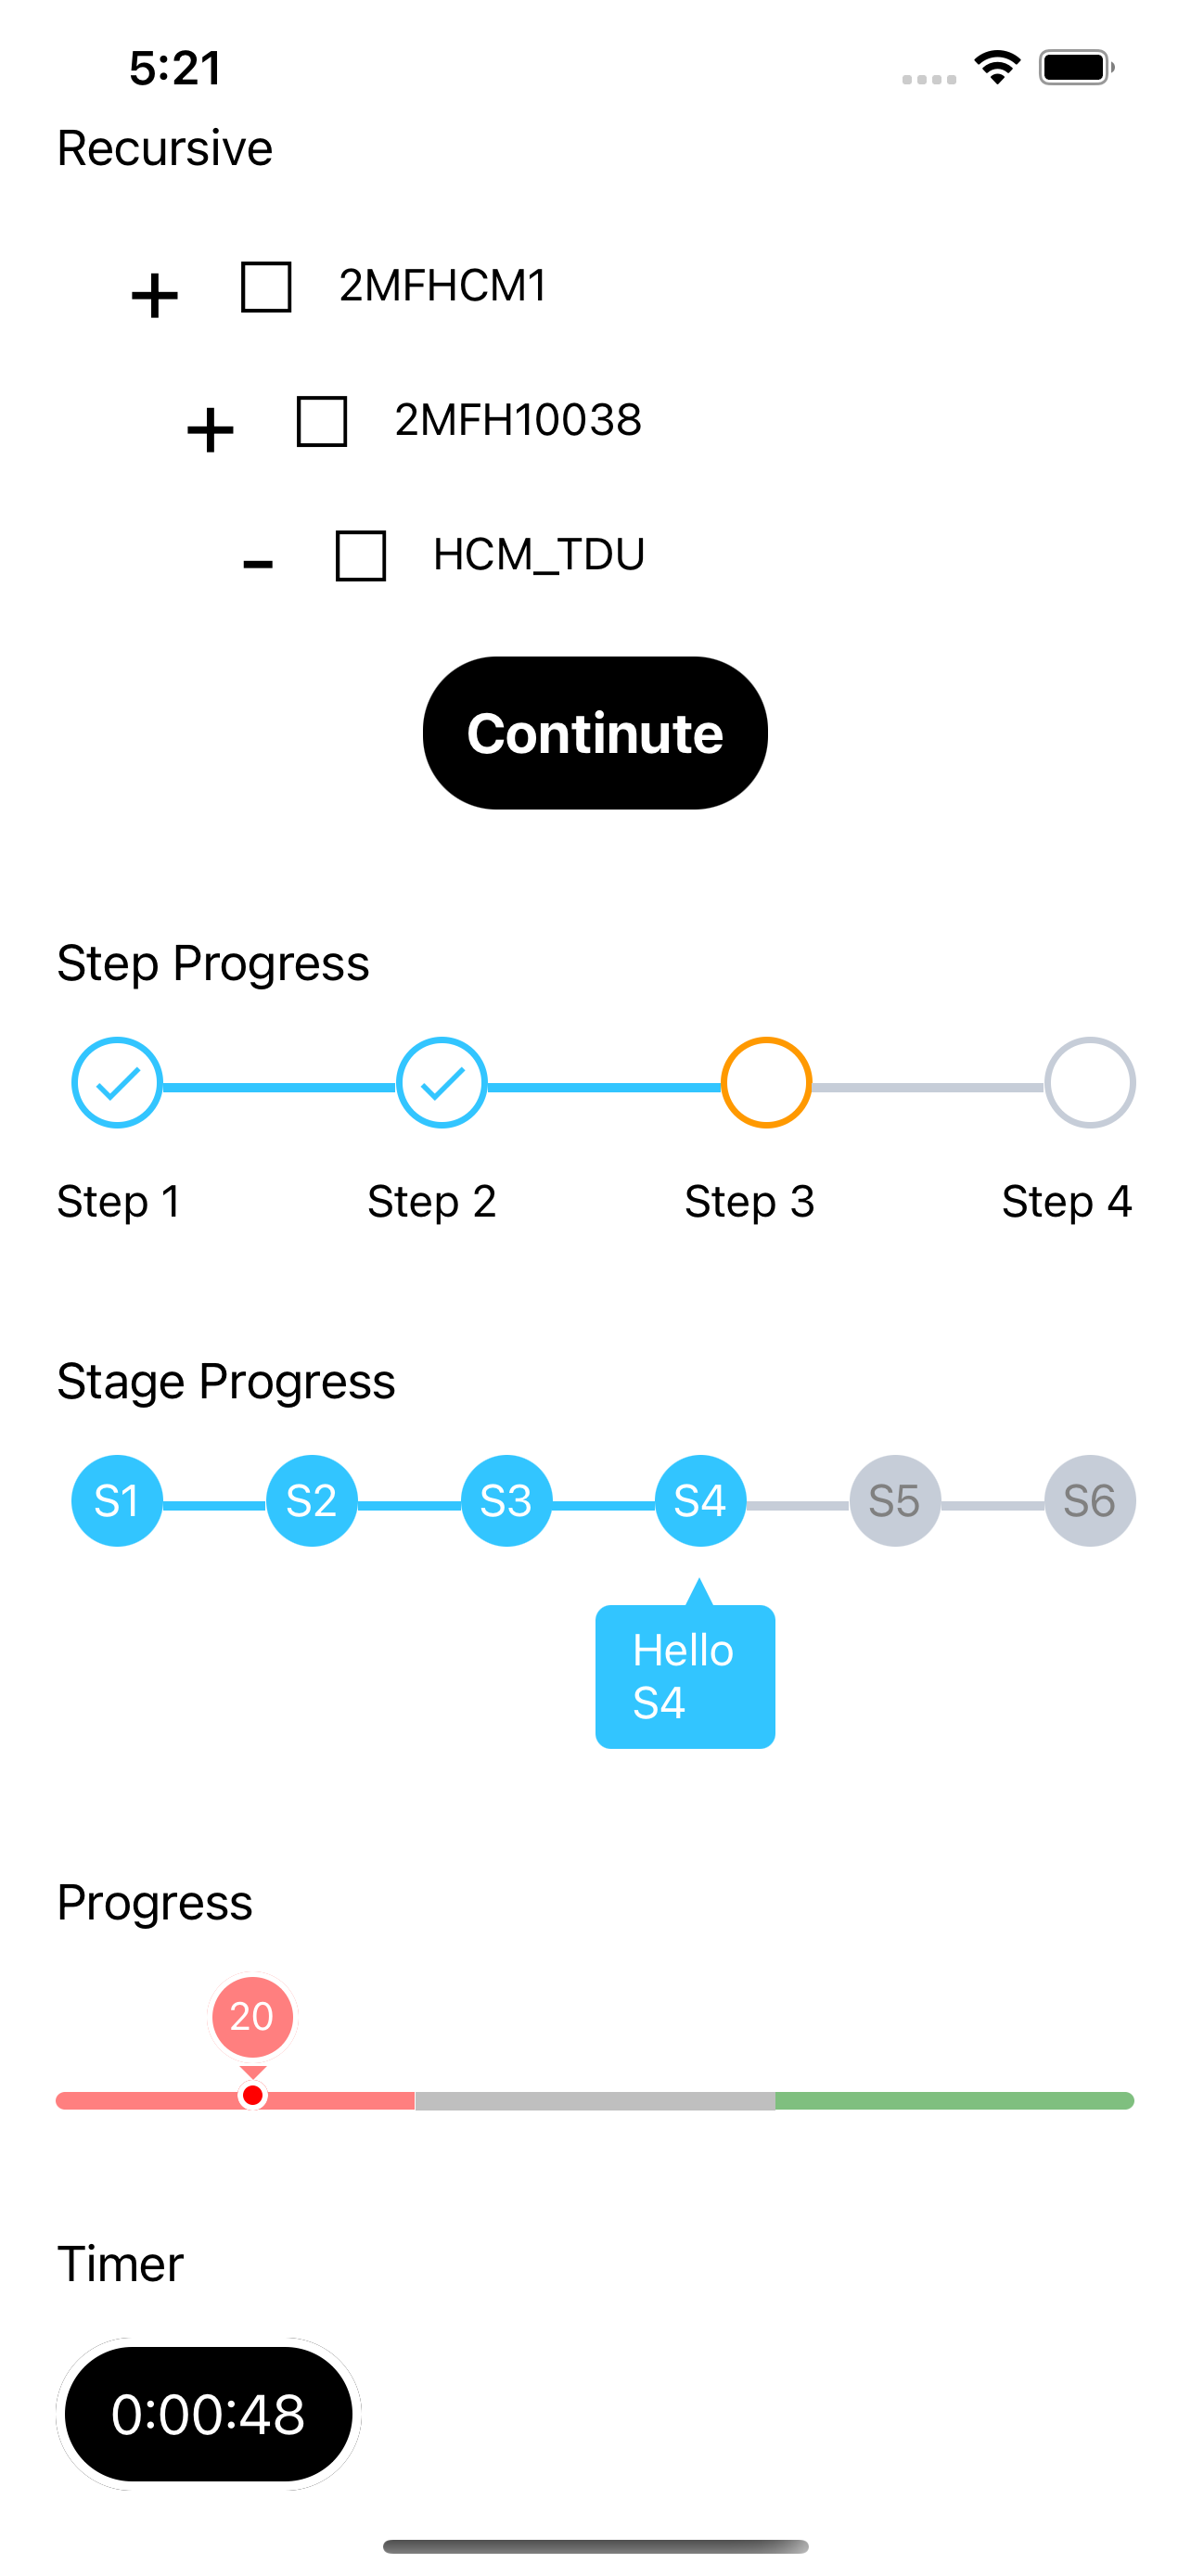 5:21
Recursive
+ 2MFHCM1
+ 2MFH10038
- HCM_TDU
Continute
Step Progress
Step 1 Step 2 Step 3 Step 4
Stage Progress
S1 S2 S3 S4 S5 S6
Hello
S4
Progress
20
Timer
0:00:48